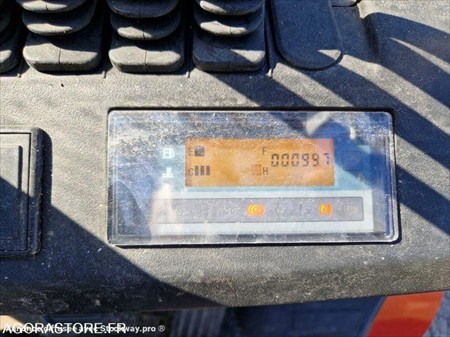 E F 000997
C H
AGORASTORE.FR